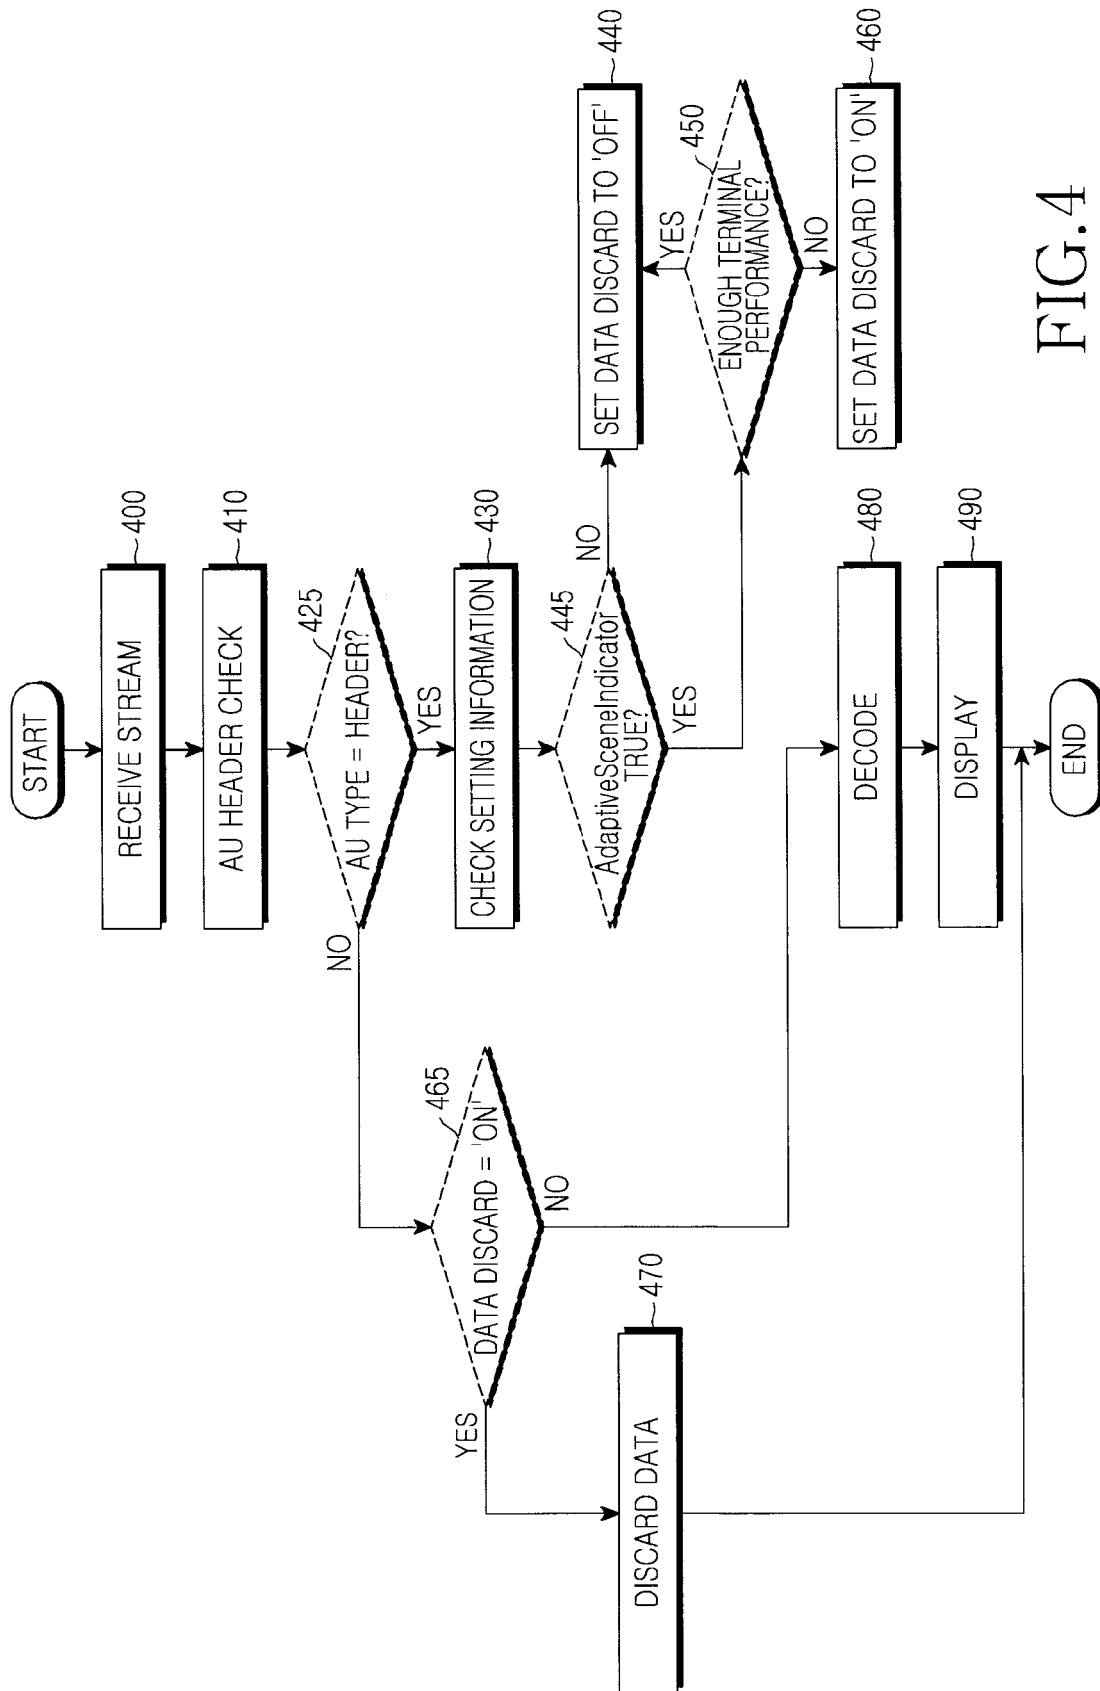 START
RECEIVE STREAM
400
AU HEADER CHECK
410
AU TYPE = HEADER?
425
NO
YES
CHECK SETTING INFORMATION
430
DATA DISCARD = 'ON'
465
YES
NO
AdaptiveSceneIndicator
TRUE?
445
NO
YES
SET DATA DISCARD TO 'OFF'
440
DISCARD DATA
470
ENOUGH TERMINAL
PERFORMANCE?
450
YES
NO
DECODE
480
SET DATA DISCARD TO 'ON'
460
DISPLAY
490
END
FIG.4